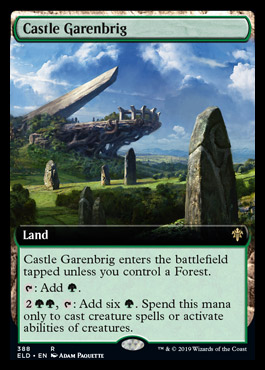 Castle Garenbrig
Land
Castle Garenbrig enters the battlefield
tapped unless you control a Forest.
: Add .
2 , : Add six . Spend this mana
only to cast creature spells or activate
abilities of creatures.
388 R
ELD • EN Adam Paquette
™ & © 2019 Wizards of the Coast